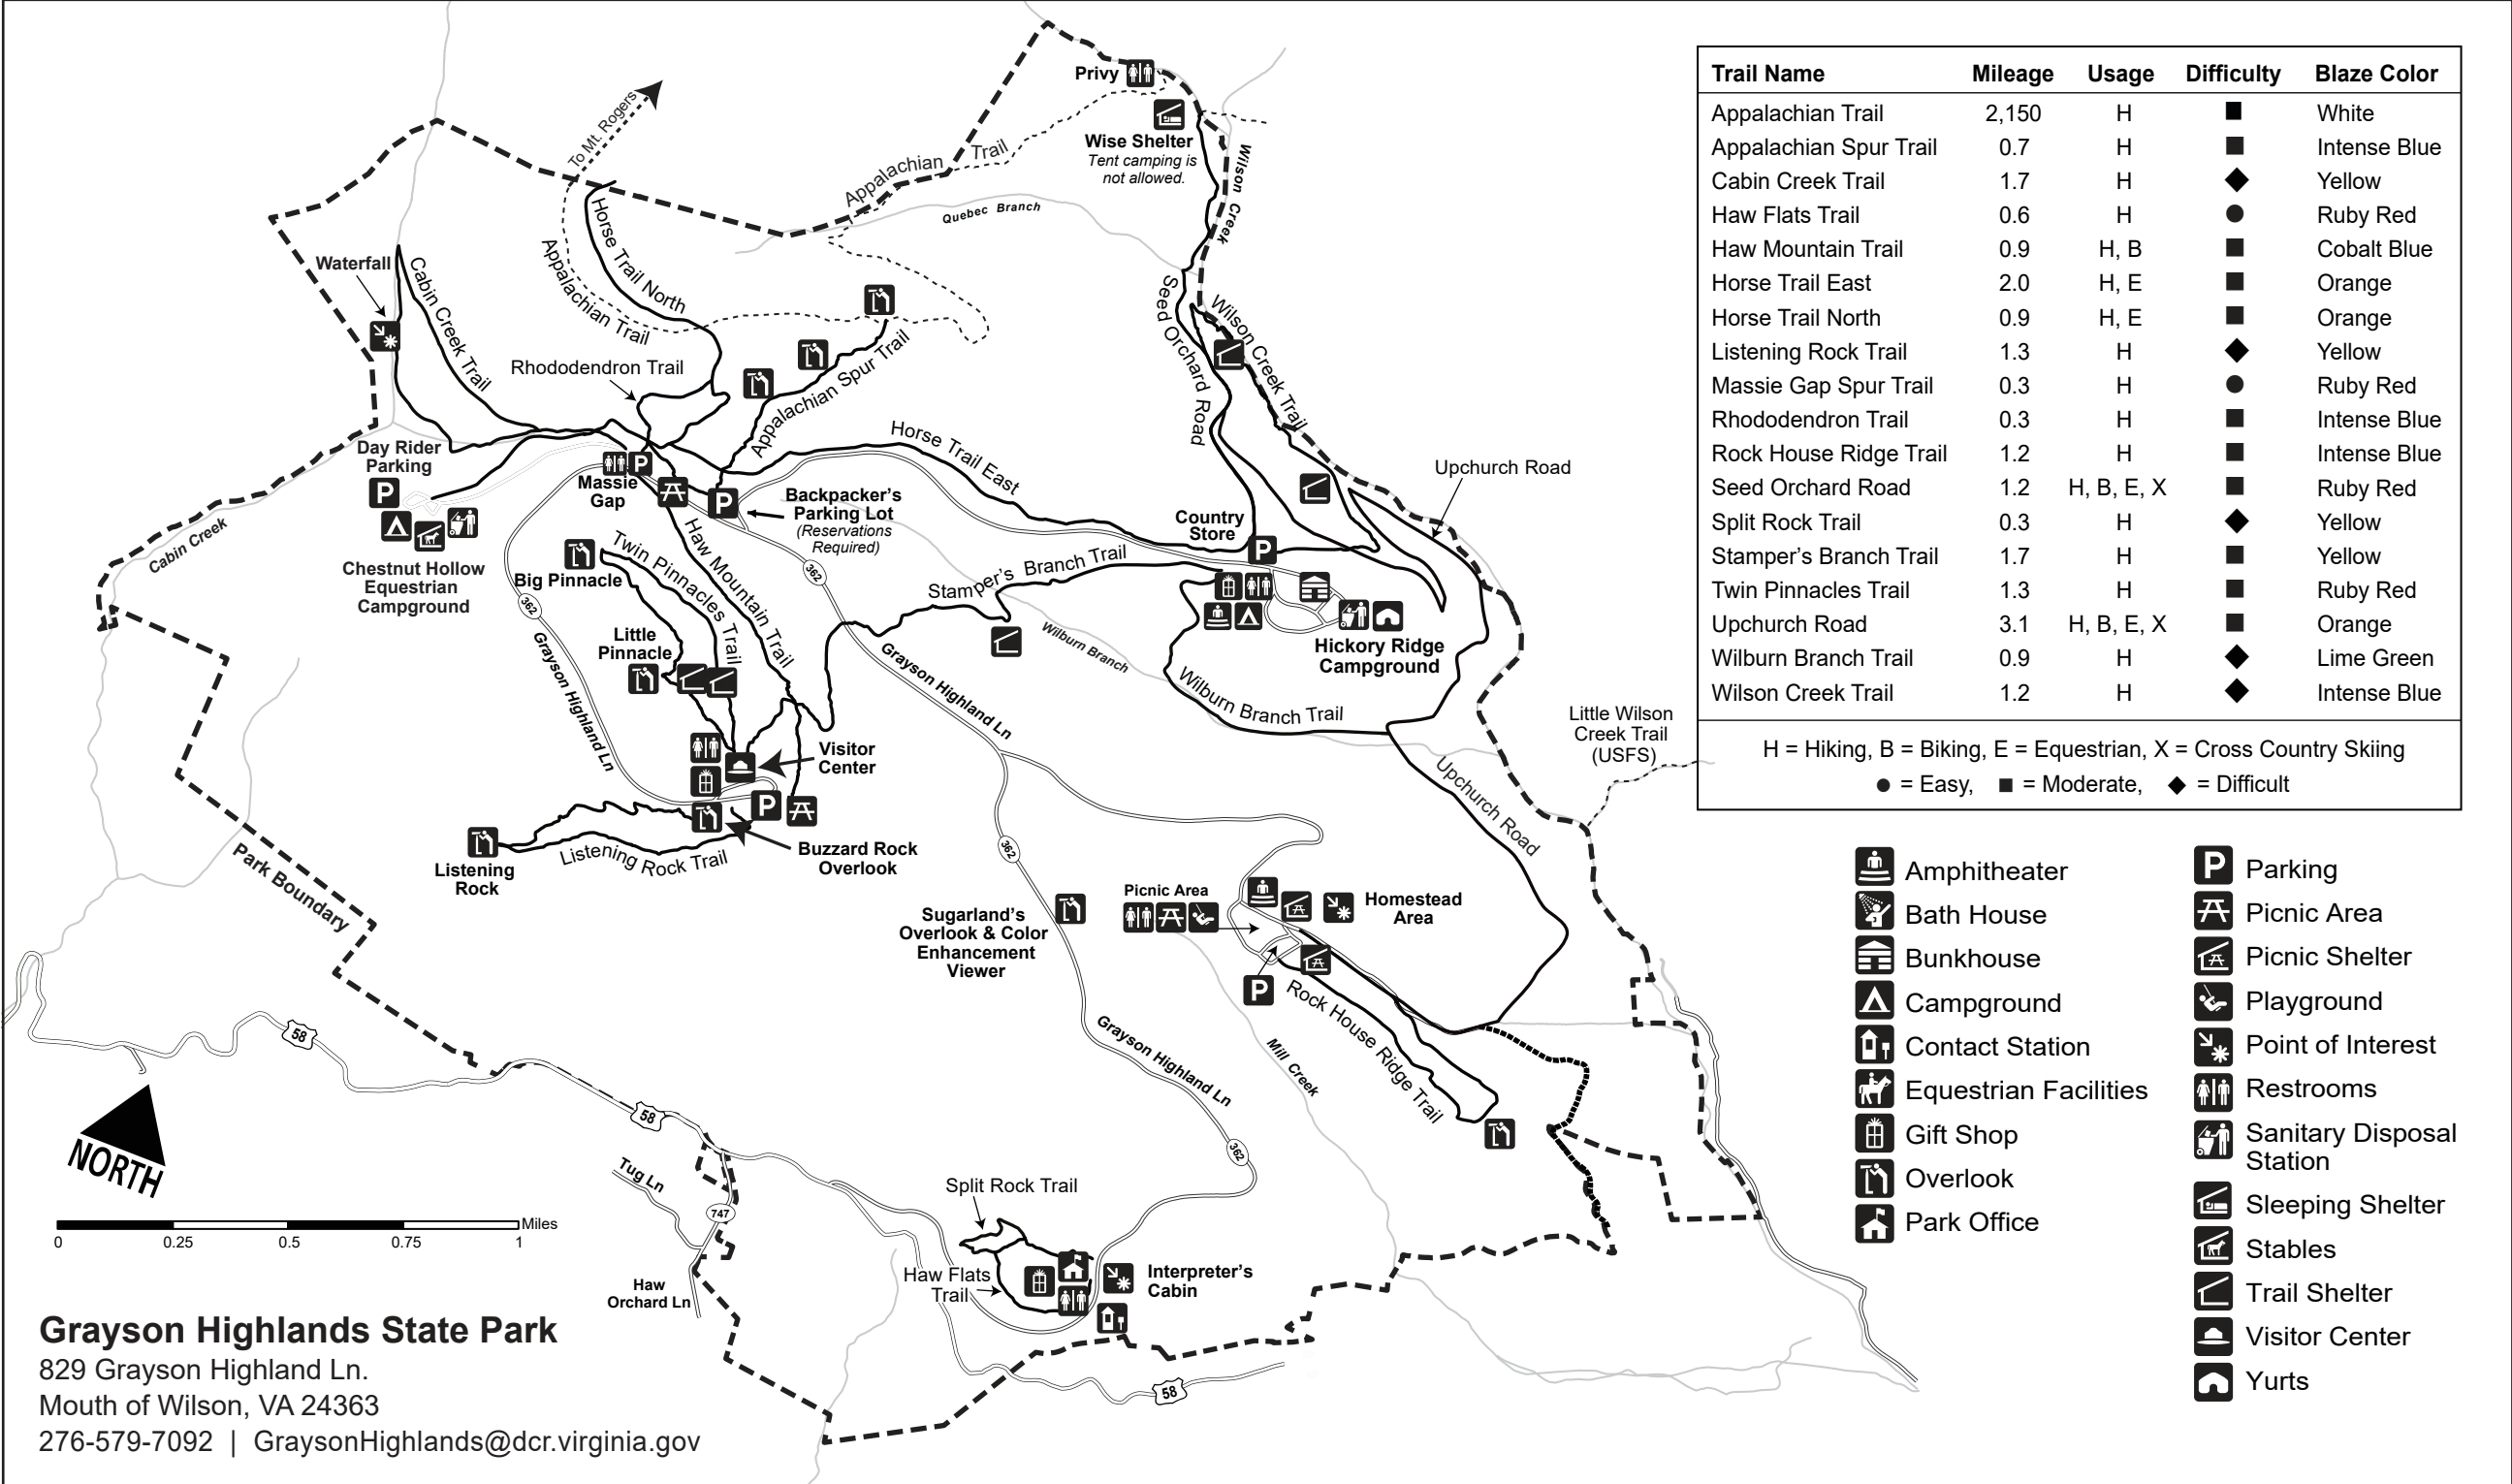 To Mt. Rogers
Privy
Wise Shelter
Tent camping is
not allowed.
Appalachian Trail
Quebec Branch
Wilson Creek
Waterfall
Cabin Creek Trail
Horse Trail North
Appalachian Trail
Rhododendron Trail
Appalachian Spur Trail
Seed Orchard Road
Wilson Creek Trail
Horse Trail East
Upchurch Road
Day Rider
Parking
P
Massie
Gap
P
P
Backpacker's
Parking Lot
(Reservations
Required)
Country
Store
P
Cabin Creek
Chestnut Hollow
Equestrian
Campground
Big Pinnacle
Twin Pinnacles Trail
Haw Mountain Trail
362
362
Stamper's Branch Trail
Wilburn Branch
Hickory Ridge
Campground
Little
Pinnacle
Grayson Highland Ln
Grayson Highland Ln
Wilburn Branch Trail
Little Wilson
Creek Trail
(USFS)
Visitor
Center
P
Upchurch Road
Listening
Rock
Listening Rock Trail
Buzzard Rock
Overlook
362
Park Boundary
Sugarland's
Overlook & Color
Enhancement
Viewer
Picnic Area
Homestead
Area
P
Rock House Ridge Trail
Mill Creek
Grayson Highland Ln
362
58
58
NORTH
Tug Ln
747
Haw
Orchard Ln
Split Rock Trail
Haw Flats
Trail
Interpreter's
Cabin
58
Miles
0 0.25 0.5 0.75 1
Grayson Highlands State Park
829 Grayson Highland Ln.
Mouth of Wilson, VA 24363
276-579-7092 | GraysonHighlands@dcr.virginia.gov
Trail Name Mileage Usage Difficulty Blaze Color
Appalachian Trail 2,150 H ■ White
Appalachian Spur Trail 0.7 H ■ Intense Blue
Cabin Creek Trail 1.7 H ◆ Yellow
Haw Flats Trail 0.6 H ● Ruby Red
Haw Mountain Trail 0.9 H, B ■ Cobalt Blue
Horse Trail East 2.0 H, E ■ Orange
Horse Trail North 0.9 H, E ■ Orange
Listening Rock Trail 1.3 H ◆ Yellow
Massie Gap Spur Trail 0.3 H ● Ruby Red
Rhododendron Trail 0.3 H ■ Intense Blue
Rock House Ridge Trail 1.2 H ■ Intense Blue
Seed Orchard Road 1.2 H, B, E, X ■ Ruby Red
Split Rock Trail 0.3 H ◆ Yellow
Stamper's Branch Trail 1.7 H ■ Yellow
Twin Pinnacles Trail 1.3 H ■ Ruby Red
Upchurch Road 3.1 H, B, E, X ■ Orange
Wilburn Branch Trail 0.9 H ◆ Lime Green
Wilson Creek Trail 1.2 H ◆ Intense Blue
H = Hiking, B = Biking, E = Equestrian, X = Cross Country Skiing
● = Easy, ■ = Moderate, ◆ = Difficult
Amphitheater
Bath House
Bunkhouse
Campground
Contact Station
Equestrian Facilities
Gift Shop
Overlook
Park Office
P Parking
Picnic Area
Picnic Shelter
Playground
Point of Interest
Restrooms
Sanitary Disposal
Station
Sleeping Shelter
Stables
Trail Shelter
Visitor Center
Yurts